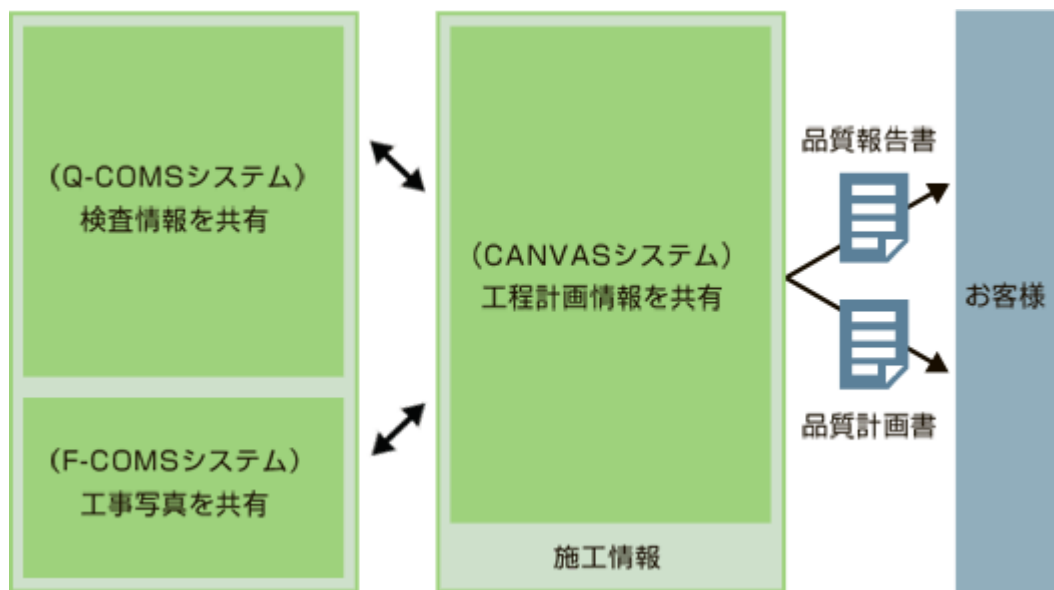 （Q-COMSシステム）
検査情報を共有
（F-COMSシステム）
工事写真を共有
（CANVASシステム）
工程計画情報を共有
施工情報
品質報告書
品質計画書
お客様